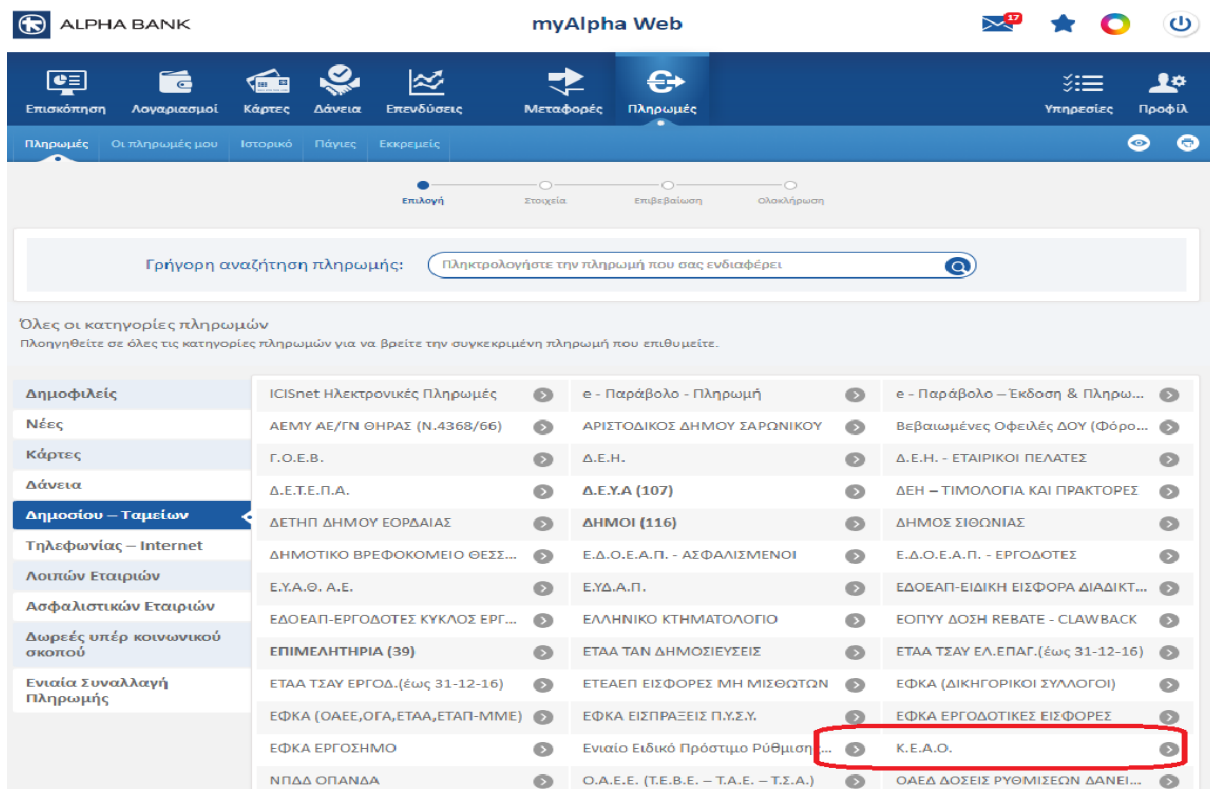 ALPHA BANK
myAlpha Web
17
Επισκόπηση Λογαριασμοί Κάρτες Δάνεια Επενδύσεις Μεταφορές Πληρωμές Υπηρεσίες Προφίλ
Πληρωμές Οι πληρωμές μου Ιστορικό Πάγιες Εκκρεμείς
Επιλογή Στοιχεία Επιβεβαίωση Ολοκλήρωση
Γρήγορη αναζήτηση πληρωμής: Πληκτρολογήστε την πληρωμή που σας ενδιαφέρει
Όλες οι κατηγορίες πληρωμών
Πλοηγηθείτε σε όλες τις κατηγορίες πληρωμών για να βρείτε την συγκεκριμένη πληρωμή που επιθυμείτε.
Δημοφιλείς
Νέες
Κάρτες
Δάνεια
Δημοσίου – Ταμείων
Τηλεφωνίας – Internet
Λοιπών Εταιριών
Ασφαλιστικών Εταιριών
Δωρεές υπέρ κοινωνικού
σκοπού
Ενιαία Συναλλαγή
Πληρωμής
ICISnet Ηλεκτρονικές Πληρωμές e - Παράβολο - Πληρωμή e - Παράβολο – Έκδοση & Πληρω...
ΑΕΜΥ ΑΕ/ΓΝ ΘΗΡΑΣ (Ν.4368/66) ΑΡΙΣΤΟΔΙΚΟΣ ΔΗΜΟΥ ΣΑΡΩΝΙΚΟΥ Βεβαιωμένες Οφειλές ΔΟΥ (Φόρο...
Γ.Ο.Ε.Β. Δ.Ε.Η. Δ.Ε.Η. - ΕΤΑΙΡΙΚΟΙ ΠΕΛΑΤΕΣ
Δ.Ε.Τ.Ε.Π.Α. Δ.Ε.Υ.Α (107) ΔΕΗ – ΤΙΜΟΛΟΓΙΑ ΚΑΙ ΠΡΑΚΤΟΡΕΣ
ΔΕΤΗΠ ΔΗΜΟΥ ΕΟΡΔΑΙΑΣ ΔΗΜΟΙ (116) ΔΗΜΟΣ ΣΙΘΩΝΙΑΣ
ΔΗΜΟΤΙΚΟ ΒΡΕΦΟΚΟΜΕΙΟ ΘΕΣΣ... Ε.Δ.Ο.Ε.Α.Π. - ΑΣΦΑΛΙΣΜΕΝΟΙ Ε.Δ.Ο.Ε.Α.Π. - ΕΡΓΟΔΟΤΕΣ
Ε.Υ.Α.Θ. Α.Ε. Ε.ΥΔ.Α.Π. ΕΔΟΕΑΠ-ΕΙΔΙΚΗ ΕΙΣΦΟΡΑ ΔΙΑΔΙΚΤ...
ΕΔΟΕΑΠ-ΕΡΓΟΔΟΤΕΣ ΚΥΚΛΟΣ ΕΡΓ... ΕΛΛΗΝΙΚΟ ΚΤΗΜΑΤΟΛΟΓΙΟ ΕΟΠΥΥ ΔΟΣΗ REBATE - CLAWBACK
ΕΠΙΜΕΛΗΤΗΡΙΑ (39) ΕΤΑΑ ΤΑΝ ΔΗΜΟΣΙΕΥΣΕΙΣ ΕΤΑΑ ΤΣΑΥ ΕΛ.ΕΠΑΓ.(έως 31-12-16)
ΕΤΑΑ ΤΣΑΥ ΕΡΓΟΔ.(έως 31-12-16) ΕΤΕΑΕΠ ΕΙΣΦΟΡΕΣ ΜΗ ΜΙΣΘΩΤΩΝ ΕΦΚΑ (ΔΙΚΗΓΟΡΙΚΟΙ ΣΥΛΛΟΓΟΙ)
ΕΦΚΑ (ΟΑΕΕ,ΟΓΑ,ΕΤΑΑ,ΕΤΑΠ-ΜΜΕ) ΕΦΚΑ ΕΙΣΠΡΑΞΕΙΣ Π.Υ.Σ.Υ. ΕΦΚΑ ΕΡΓΟΔΟΤΙΚΕΣ ΕΙΣΦΟΡΕΣ
ΕΦΚΑ ΕΡΓΟΣΗΜΟ Ενιαίο Ειδικό Πρόστιμο Ρύθμιση... Κ.Ε.Α.Ο.
ΝΠΔΔ ΟΠΑΝΔΑ Ο.Α.Ε.Ε. (Τ.Ε.Β.Ε. – Τ.Α.Ε. – Τ.Σ.Α.) ΟΑΕΔ ΔΟΣΕΙΣ ΡΥΘΜΙΣΕΩΝ ΔΑΝΕΙ...